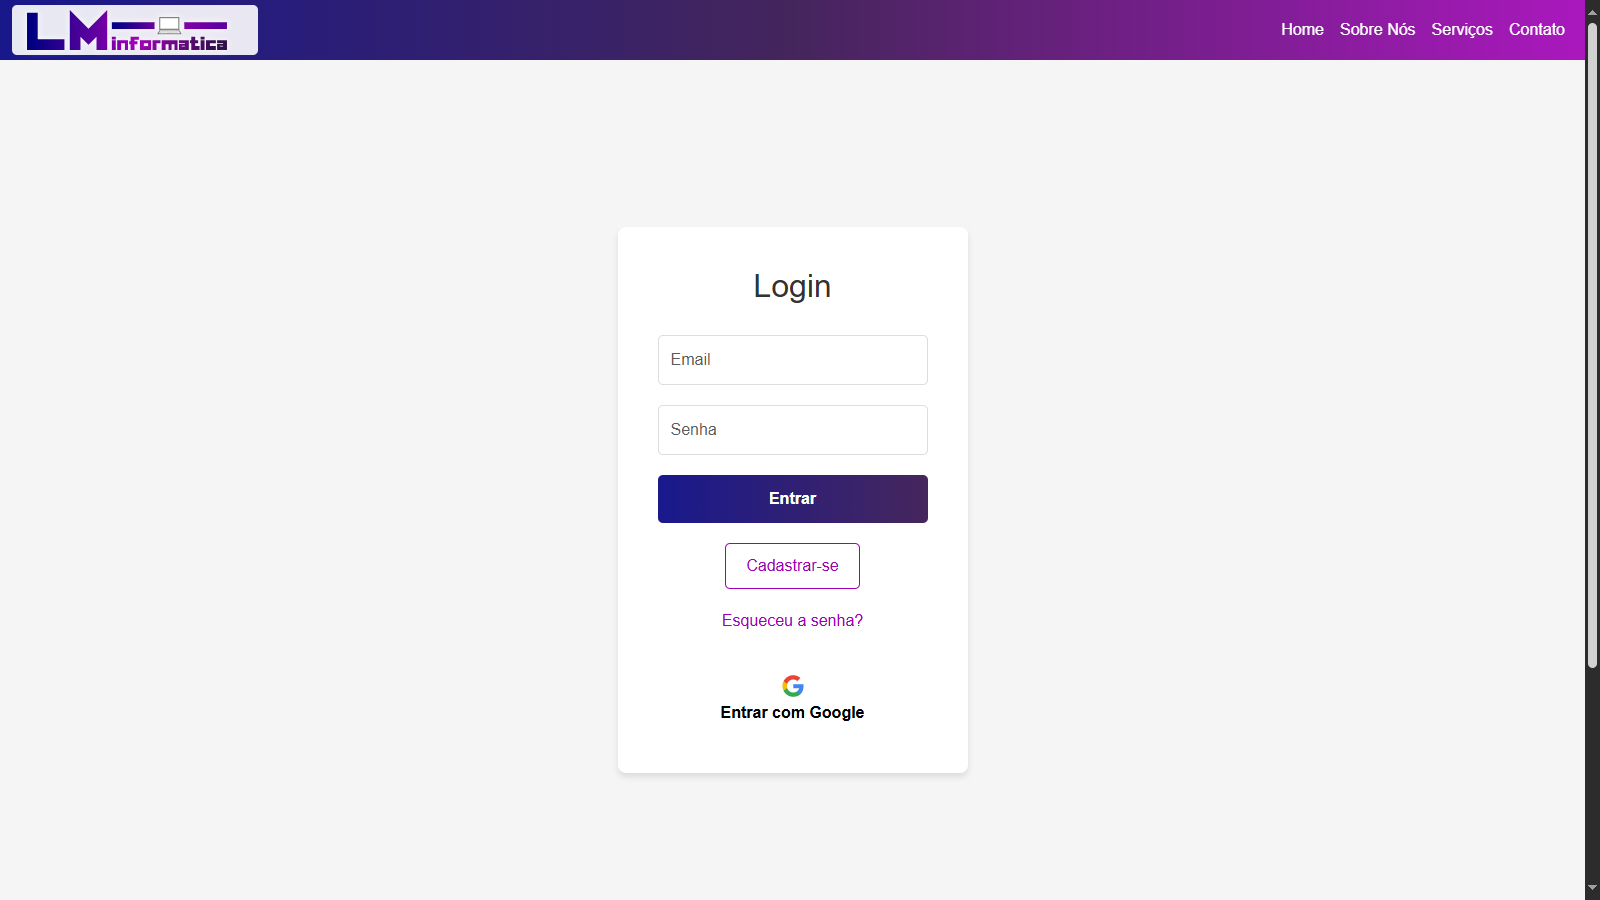 LM informatica
Home Sobre Nós Serviços Contato
Login
Email
Senha
Entrar
Cadastrar-se
Esqueceu a senha?
Entrar com Google